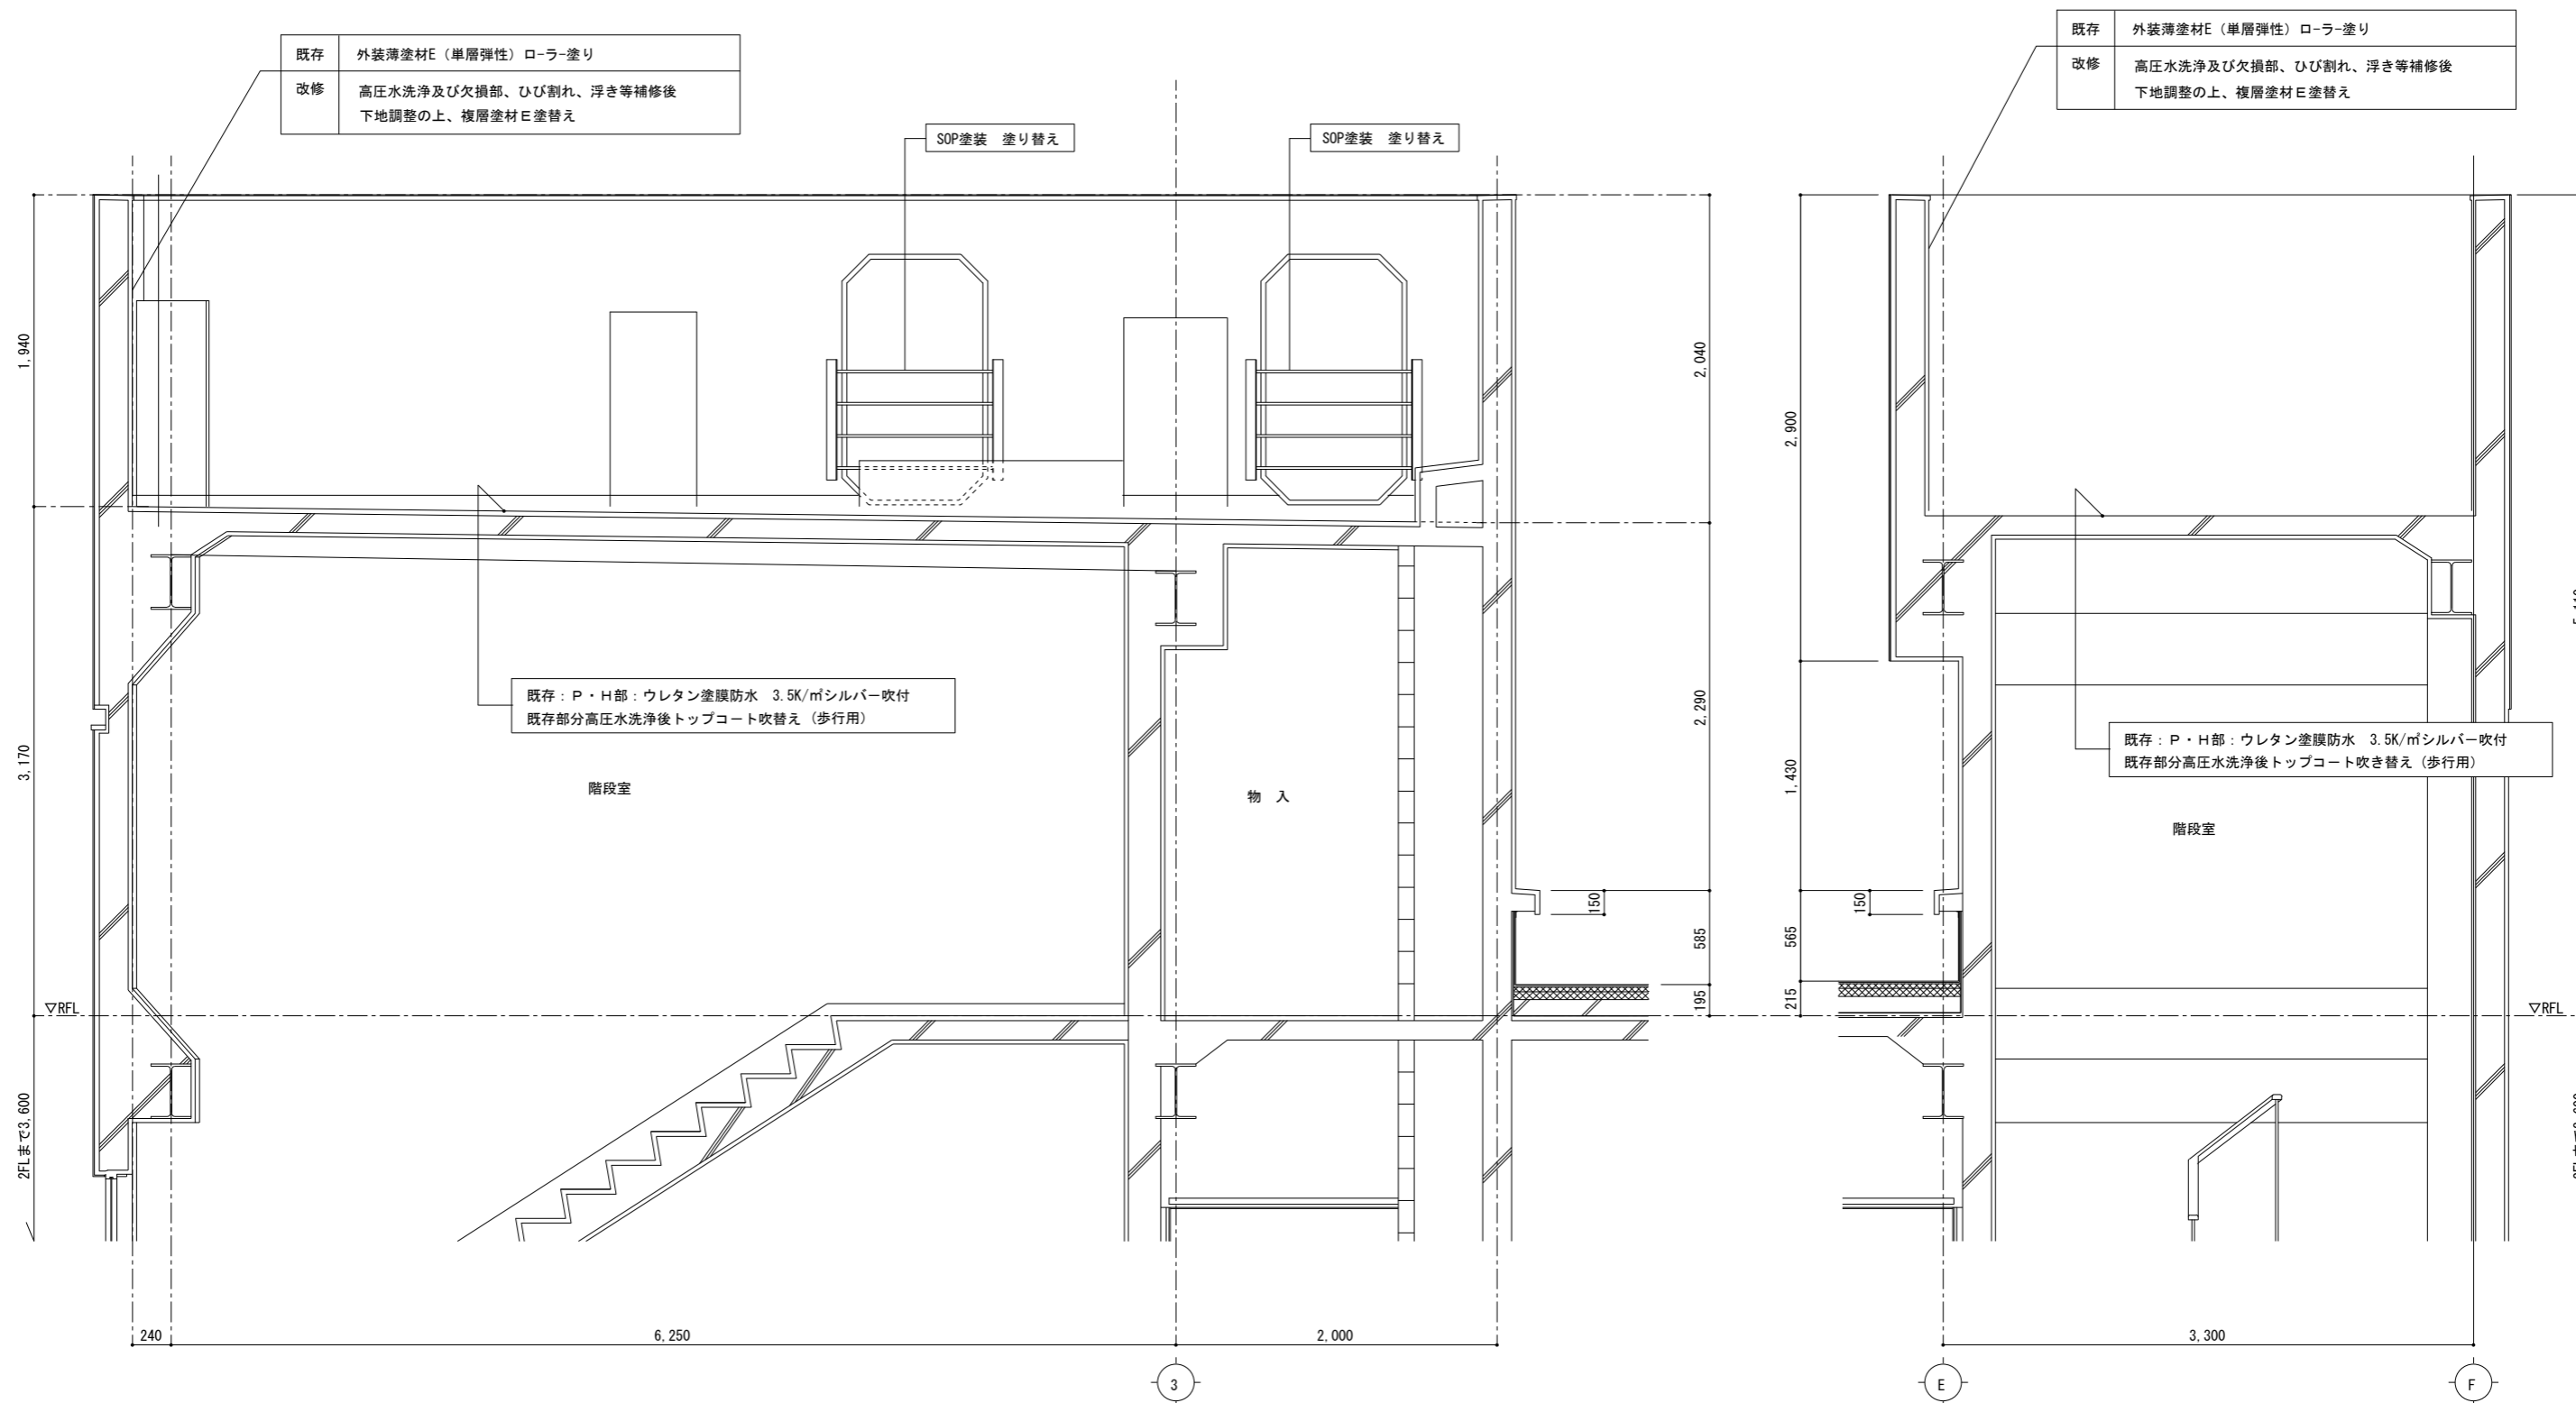 既存 外装薄塗材E（単層弾性）ローラー塗り
改修 高圧水洗浄及び欠損部、ひび割れ、浮き等補修後
下地調整の上、複層塗材Ｅ塗替え
SOP塗装　塗り替え
SOP塗装　塗り替え
既存 外装薄塗材E（単層弾性）ローラー塗り
改修 高圧水洗浄及び欠損部、ひび割れ、浮き等補修後
下地調整の上、複層塗材Ｅ塗替え
1,940
3,170
2FLまで3,600
▽RFL
既存：Ｐ・Ｈ部：ウレタン塗膜防水　3.5K/㎡シルバー吹付
既存部分高圧水洗浄後トップコート吹替え（歩行用）
階段室
物　入
2,040
2,290
150
585
195
2,900
1,430
150
565
215
既存：Ｐ・Ｈ部：ウレタン塗膜防水　3.5K/㎡シルバー吹付
既存部分高圧水洗浄後トップコート吹き替え（歩行用）
階段室
▽RFL
240
6,250
2,000
3,300
3
E
F